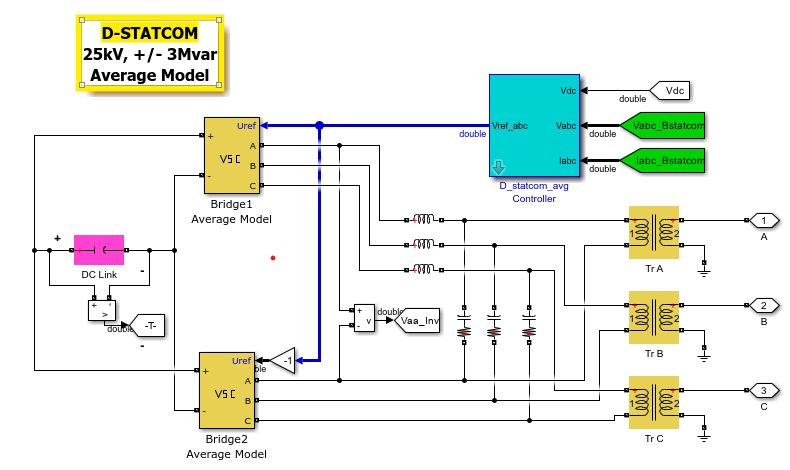 D-STATCOM
25kV, +/- 3Mvar
Average Model
Vdc
double
Vdc
Uref
double
Vref_abc
Vabc
double
Vabc_Bstatcom
+
A
VSC
B
Iabc
double
Iabc_Bstatcom
-
C
D_statcom_avg
Controller
Bridge1
Average Model
1 2
1
A
Tr A
+
DC Link
-
+ -
>
double
-T-
-
+
-
v
double
Vaa_Inv
1 2
2
B
Tr B
Uref
ble
-1
+
A
VSC
B
-
C
1 2
3
C
Tr C
Bridge2
Average Model